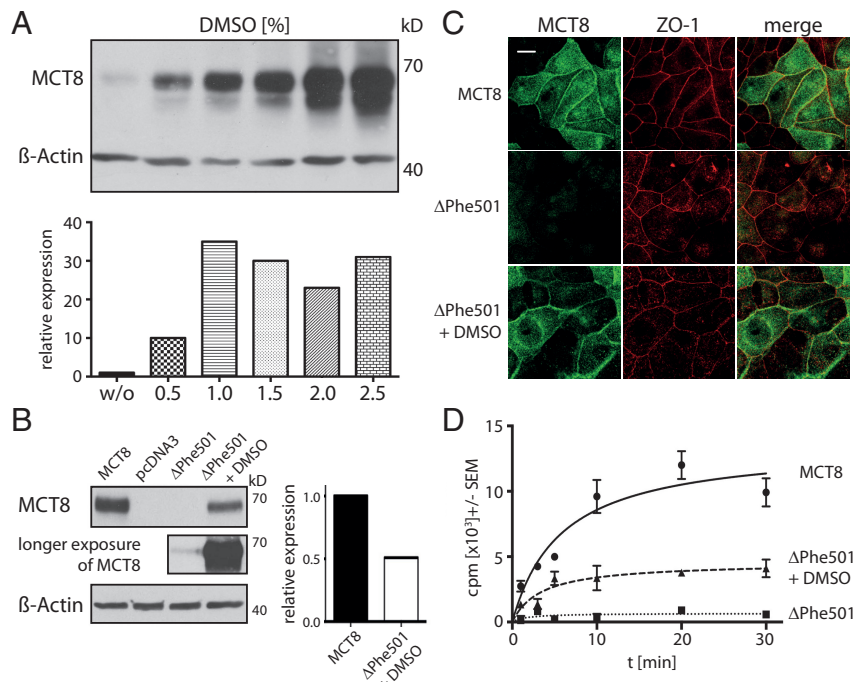 A
DMSO [%]
kD
MCT8
70
ß-Actin
40
relative expression
30
20
10
0
w/o 0.5 1.0 1.5 2.0 2.5
B
MCT8 pcDNA3 ΔPhe501 ΔPhe501 + DMSO
kD
MCT8
70
longer exposure of MCT8
70
ß-Actin
40
relative expression
1.0
0.5
0.0
MCT8
ΔPhe501
DMSO
C
MCT8 ZO-1 merge
MCT8
ΔPhe501
ΔPhe501
+ DMSO
D
cpm [x10³]+/- SEM
15
10
5
0
0 10 20 30
t [min]
MCT8
ΔPhe501
+ DMSO
ΔPhe501